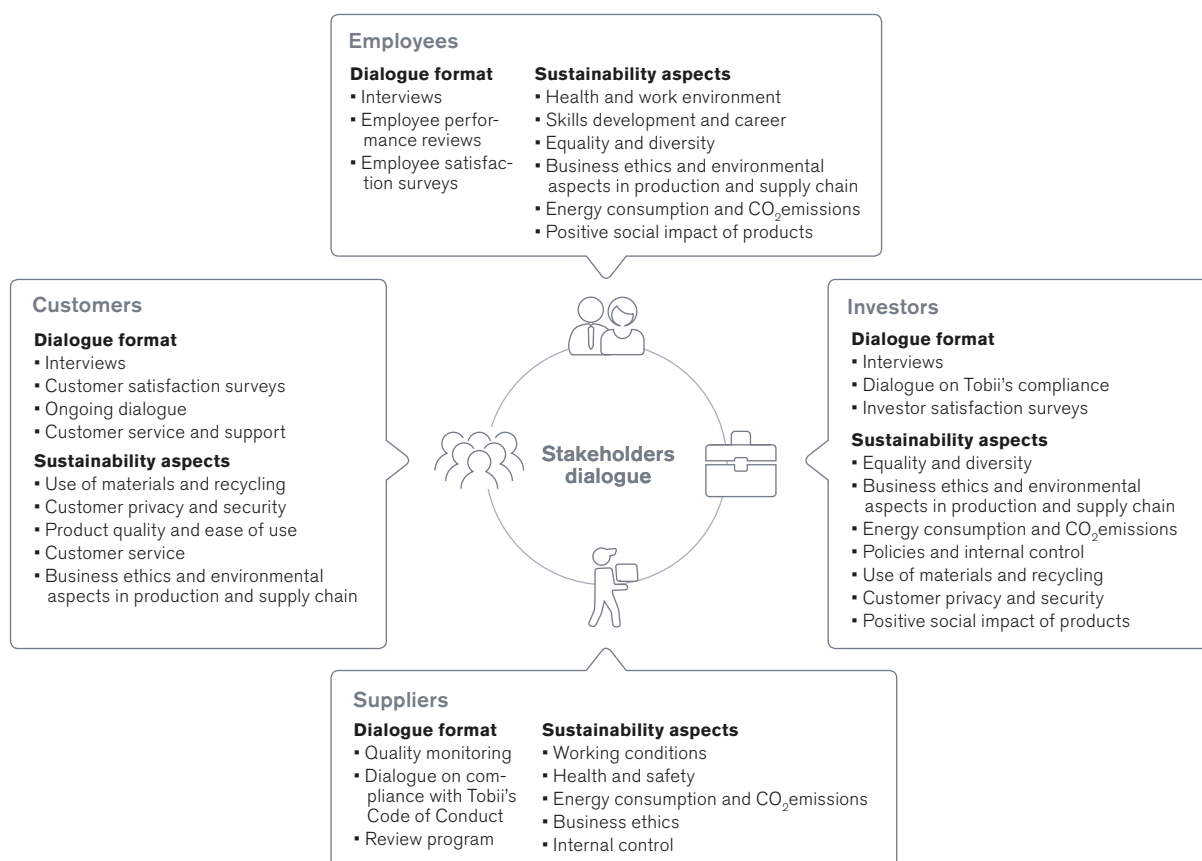 Employees
Dialogue format
▪ Interviews
▪ Employee perfor-
mance reviews
▪ Employee satisfac-
tion surveys
Sustainability aspects
▪ Health and work environment
▪ Skills development and career
▪ Equality and diversity
▪ Business ethics and environmental
aspects in production and supply chain
▪ Energy consumption and CO₂emissions
▪ Positive social impact of products
Customers
Dialogue format
▪ Interviews
▪ Customer satisfaction surveys
▪ Ongoing dialogue
▪ Customer service and support
Sustainability aspects
▪ Use of materials and recycling
▪ Customer privacy and security
▪ Product quality and ease of use
▪ Customer service
▪ Business ethics and environmental
aspects in production and supply chain
Stakeholders
dialogue
Investors
Dialogue format
▪ Interviews
▪ Dialogue on Tobii's compliance
▪ Investor satisfaction surveys
Sustainability aspects
▪ Equality and diversity
▪ Business ethics and environmental
aspects in production and supply chain
▪ Energy consumption and CO₂emissions
▪ Policies and internal control
▪ Use of materials and recycling
▪ Customer privacy and security
▪ Positive social impact of products
Suppliers
Dialogue format
▪ Quality monitoring
▪ Dialogue on com-
pliance with Tobii's
Code of Conduct
▪ Review program
Sustainability aspects
▪ Working conditions
▪ Health and safety
▪ Energy consumption and CO₂emissions
▪ Business ethics
▪ Internal control